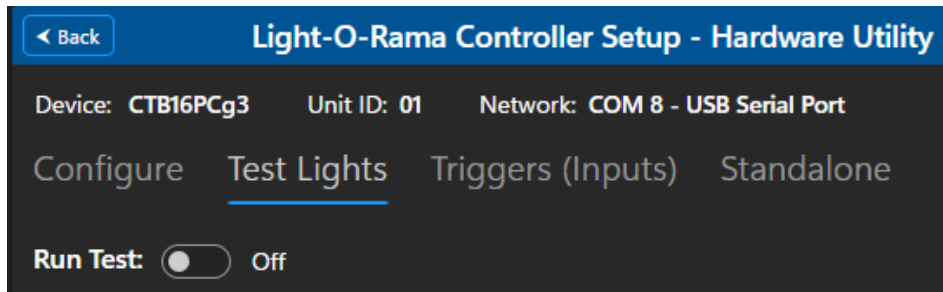 Back Light-O-Rama Controller Setup - Hardware Utility
Device: CTB16PCg3 Unit ID: 01 Network: COM 8 - USB Serial Port
Configure Test Lights Triggers (Inputs) Standalone
Run Test: Off